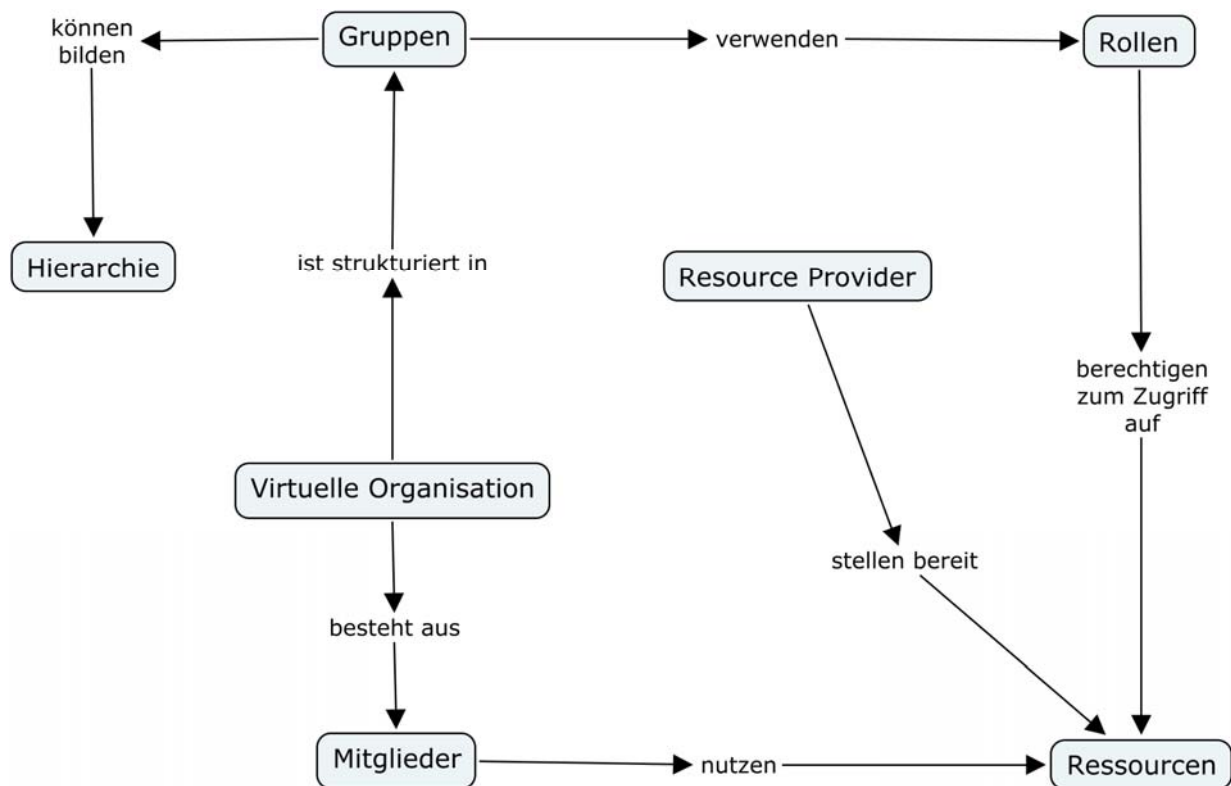 können
bilden
Gruppen
verwenden
Rollen
Hierarchie
ist strukturiert in
Resource Provider
berechtigen
zum Zugriff
auf
Virtuelle Organisation
stellen bereit
besteht aus
Mitglieder
nutzen
Ressourcen